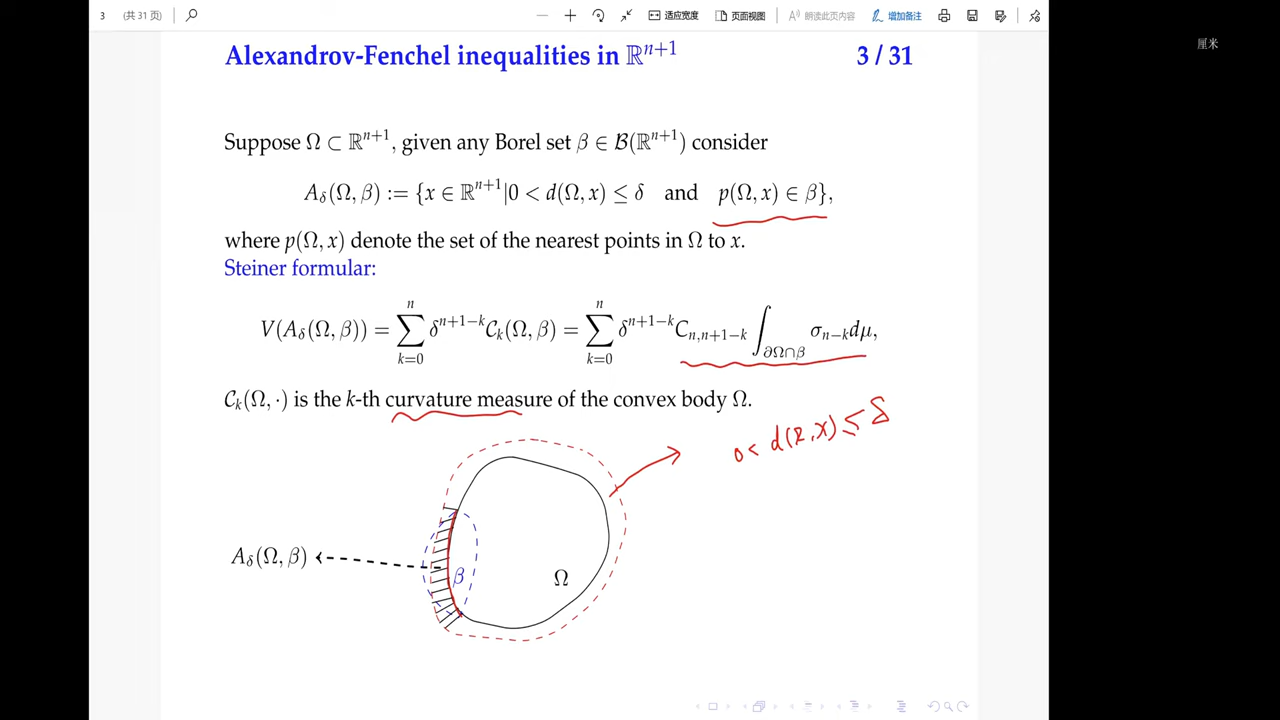 3 (共 31 页) 适应宽度 页面视图 朗读此页内容 增加备注
厘米
Alexandrov-Fenchel inequalities in ℝⁿ⁺¹ 3 / 31
Suppose Ω ⊂ ℝⁿ⁺¹, given any Borel set β ∈ ℬ(ℝⁿ⁺¹) consider
A_δ(Ω, β) := {x ∈ ℝⁿ⁺¹|0 < d(Ω, x) ≤ δ and p(Ω, x) ∈ β},
where p(Ω, x) denote the set of the nearest points in Ω to x.
Steiner formular:
V(A_δ(Ω, β)) = ∑_{k=0}^{n} δ^{n+1−k} 𝒞_k(Ω, β) = ∑_{k=0}^{n} δ^{n+1−k} C_{n,n+1−k} ∫_{∂Ω∩β} σ_{n−k} dμ,
𝒞_k(Ω, ·) is the k-th curvature measure of the convex body Ω.
0 < d(Ω, x) ≤ δ
A_δ(Ω, β)
β
Ω